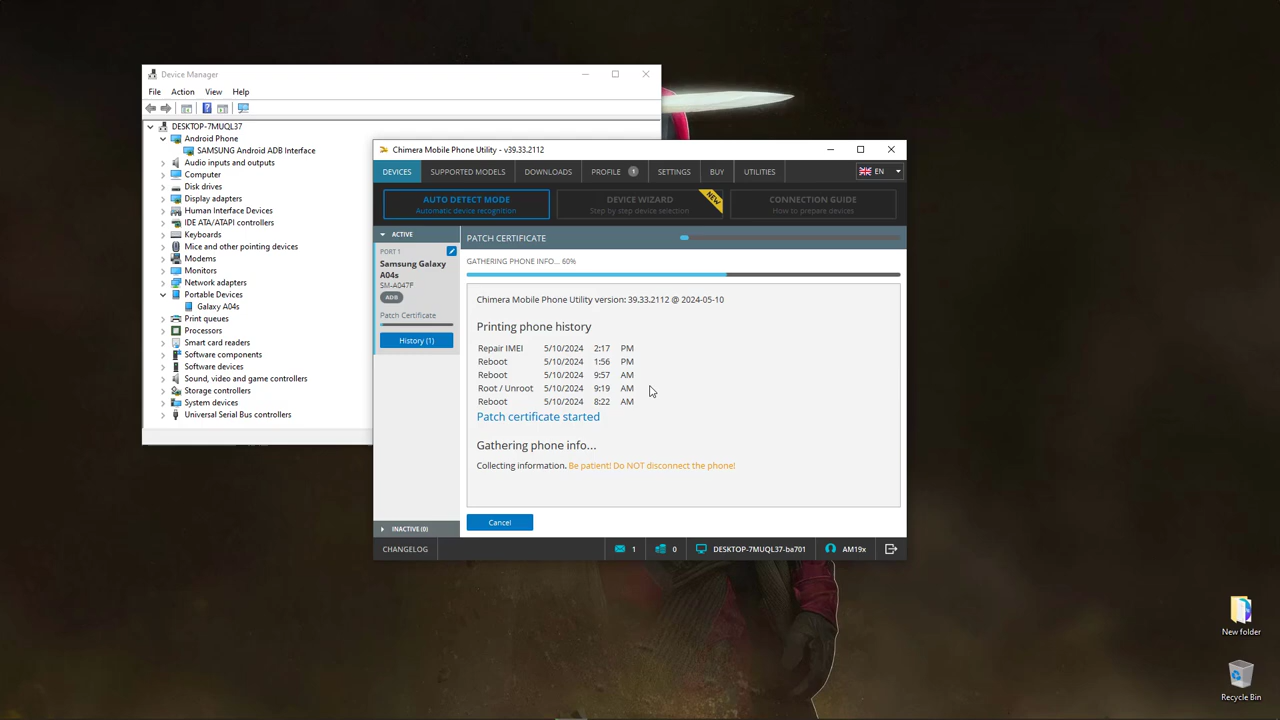 Device Manager
File Action View Help
DESKTOP-7MUQL37
Android Phone
SAMSUNG Android ADB Interface
Audio inputs and outputs
Computer
Disk drives
Display adapters
Human Interface Devices
IDE ATA/ATAPI controllers
Keyboards
Mice and other pointing devices
Modems
Monitors
Network adapters
Portable Devices
Galaxy A04s
Print queues
Processors
Smart card readers
Software components
Software devices
Sound, video and game controllers
Storage controllers
System devices
Universal Serial Bus controllers
Chimera Mobile Phone Utility - v39.33.2112
DEVICES SUPPORTED MODELS DOWNLOADS PROFILE 1 SETTINGS BUY UTILITIES EN
AUTO DETECT MODE
Automatic device recognition
DEVICE WIZARD
Step by step device selection
NEW
CONNECTION GUIDE
How to prepare devices
ACTIVE
PORT 1
Samsung Galaxy
A04s
SM-A047F
ADB
Patch Certificate
History (1)
INACTIVE (0)
PATCH CERTIFICATE
GATHERING PHONE INFO... 60%
Chimera Mobile Phone Utility version: 39.33.2112 @ 2024-05-10
Printing phone history
Repair IMEI 5/10/2024 2:17 PM
Reboot 5/10/2024 1:56 PM
Reboot 5/10/2024 9:57 AM
Root / Unroot 5/10/2024 9:19 AM
Reboot 5/10/2024 8:22 AM
Patch certificate started
Gathering phone info...
Collecting information. Be patient! Do NOT disconnect the phone!
Cancel
CHANGELOG 1 0 DESKTOP-7MUQL37-ba701 AM19x
New folder
Recycle Bin